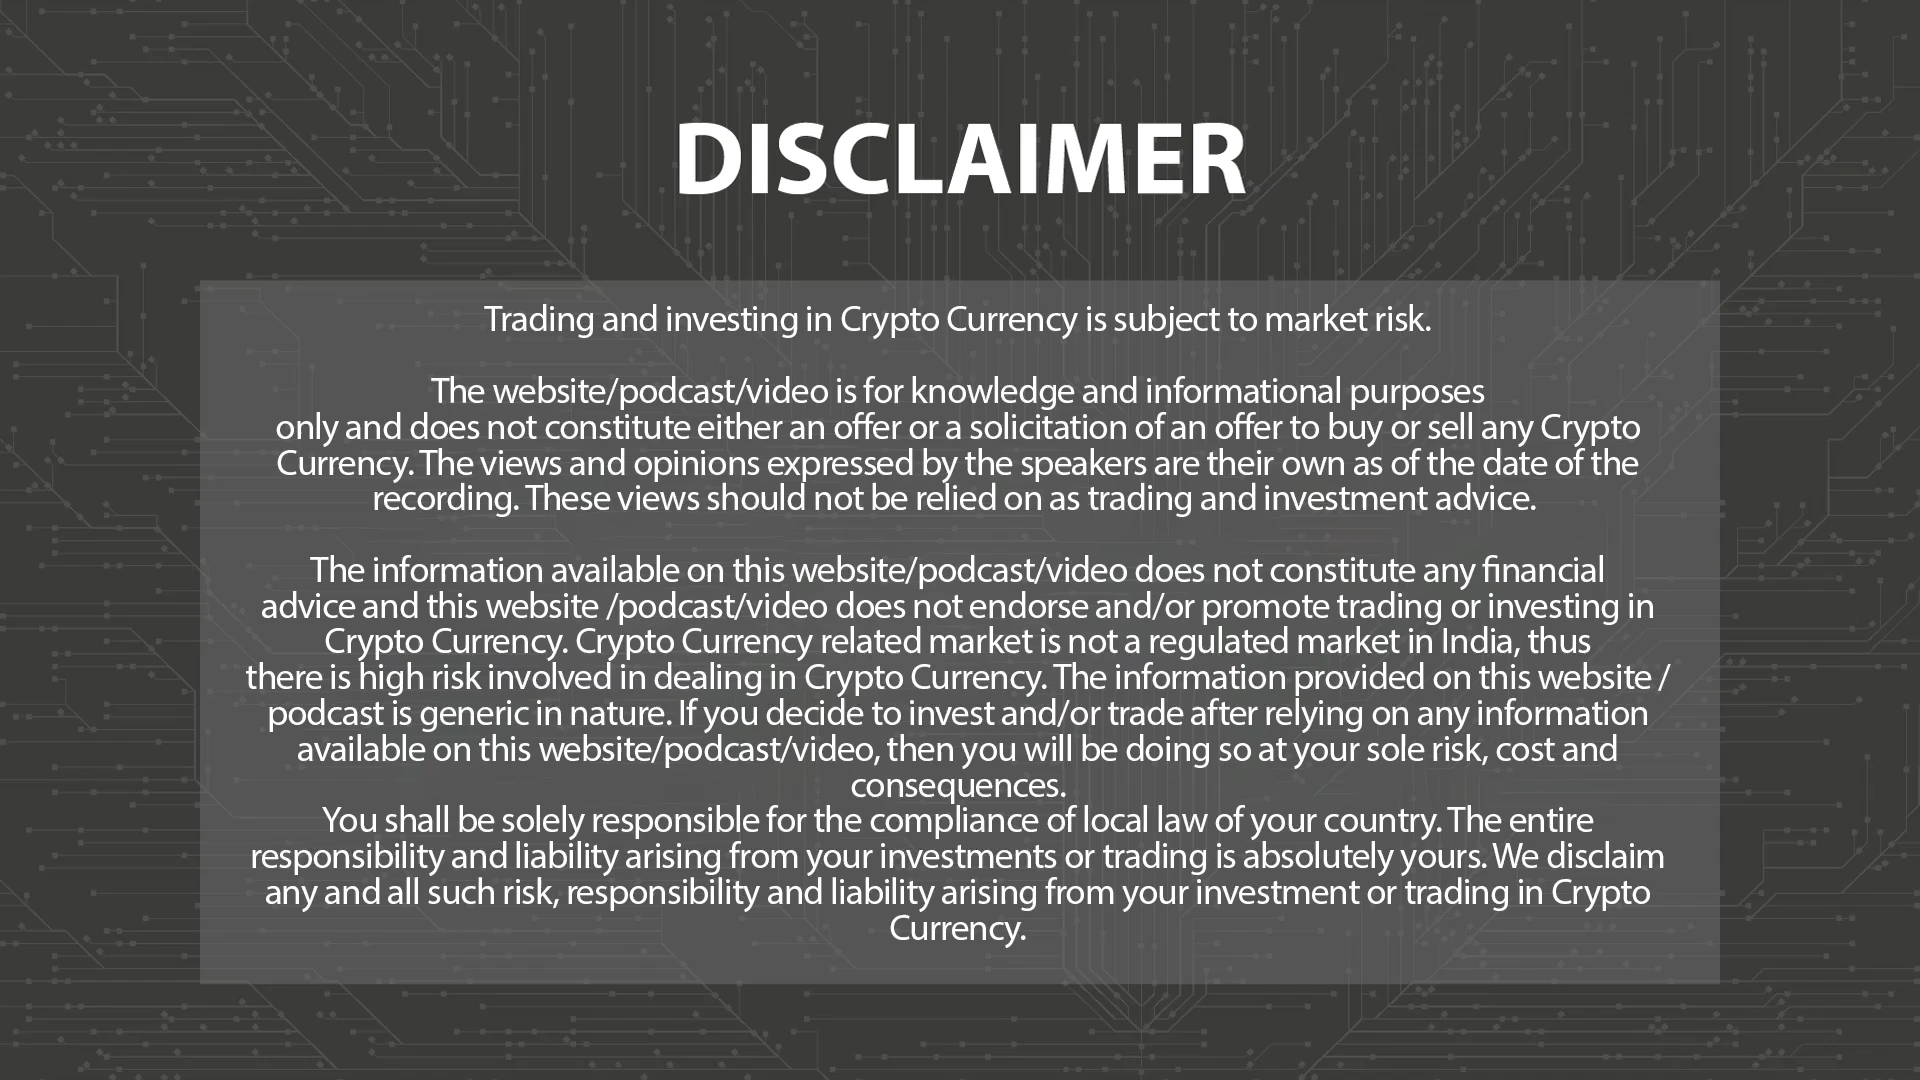 DISCLAIMER
Trading and investing in Crypto Currency is subject to market risk.
The website/podcast/video is for knowledge and informational purposes
only and does not constitute either an offer or a solicitation of an offer to buy or sell any Crypto
Currency. The views and opinions expressed by the speakers are their own as of the date of the
recording. These views should not be relied on as trading and investment advice.
The information available on this website/podcast/video does not constitute any financial
advice and this website /podcast/video does not endorse and/or promote trading or investing in
Crypto Currency. Crypto Currency related market is not a regulated market in India, thus
there is high risk involved in dealing in Crypto Currency. The information provided on this website /
podcast is generic in nature. If you decide to invest and/or trade after relying on any information
available on this website/podcast/video, then you will be doing so at your sole risk, cost and
consequences.
You shall be solely responsible for the compliance of local law of your country. The entire
responsibility and liability arising from your investments or trading is absolutely yours. We disclaim
any and all such risk, responsibility and liability arising from your investment or trading in Crypto
Currency.